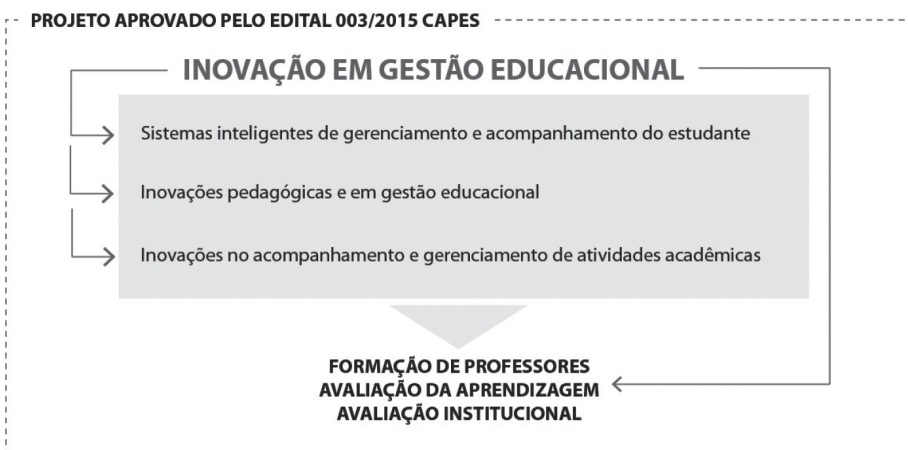 PROJETO APROVADO PELO EDITAL 003/2015 CAPES
INOVAÇÃO EM GESTÃO EDUCACIONAL
Sistemas inteligentes de gerenciamento e acompanhamento do estudante
Inovações pedagógicas e em gestão educacional
Inovações no acompanhamento e gerenciamento de atividades acadêmicas
FORMAÇÃO DE PROFESSORES
AVALIAÇÃO DA APRENDIZAGEM
AVALIAÇÃO INSTITUCIONAL